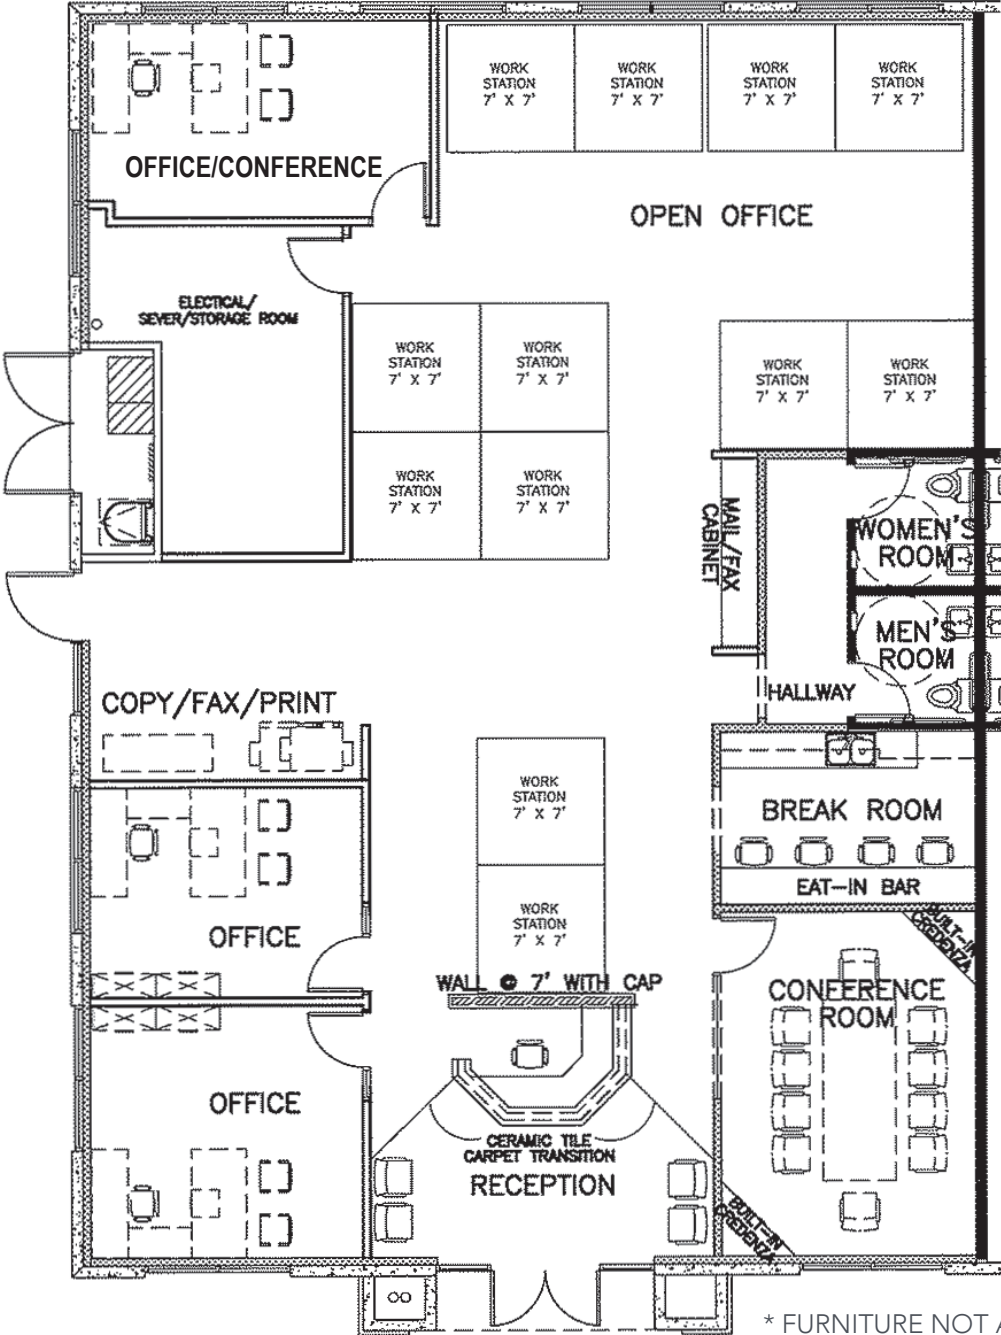 WORK
STATION
7' X 7'
WORK
STATION
7' X 7'
WORK
STATION
7' X 7'
WORK
STATION
7' X 7'
OFFICE/CONFERENCE
OPEN OFFICE
ELECTICAL/
SEVER/STORAGE ROOM
WORK
STATION
7' X 7'
WORK
STATION
7' X 7'
WORK
STATION
7' X 7'
WORK
STATION
7' X 7'
WORK
STATION
7' X 7'
WORK
STATION
7' X 7'
MAIL/FAX
CABINET
WOMEN'S
ROOM
MEN'S
ROOM
HALLWAY
COPY/FAX/PRINT
WORK
STATION
7' X 7'
BREAK ROOM
EAT-IN BAR
WORK
STATION
7' X 7'
OFFICE
BUILT-IN
CREDENZA
WALL @ 7' WITH CAP
CONFERENCE
ROOM
OFFICE
CERAMIC TILE
CARPET TRANSITION
RECEPTION
BUILT-IN
CREDENZA
* FURNITURE NOT